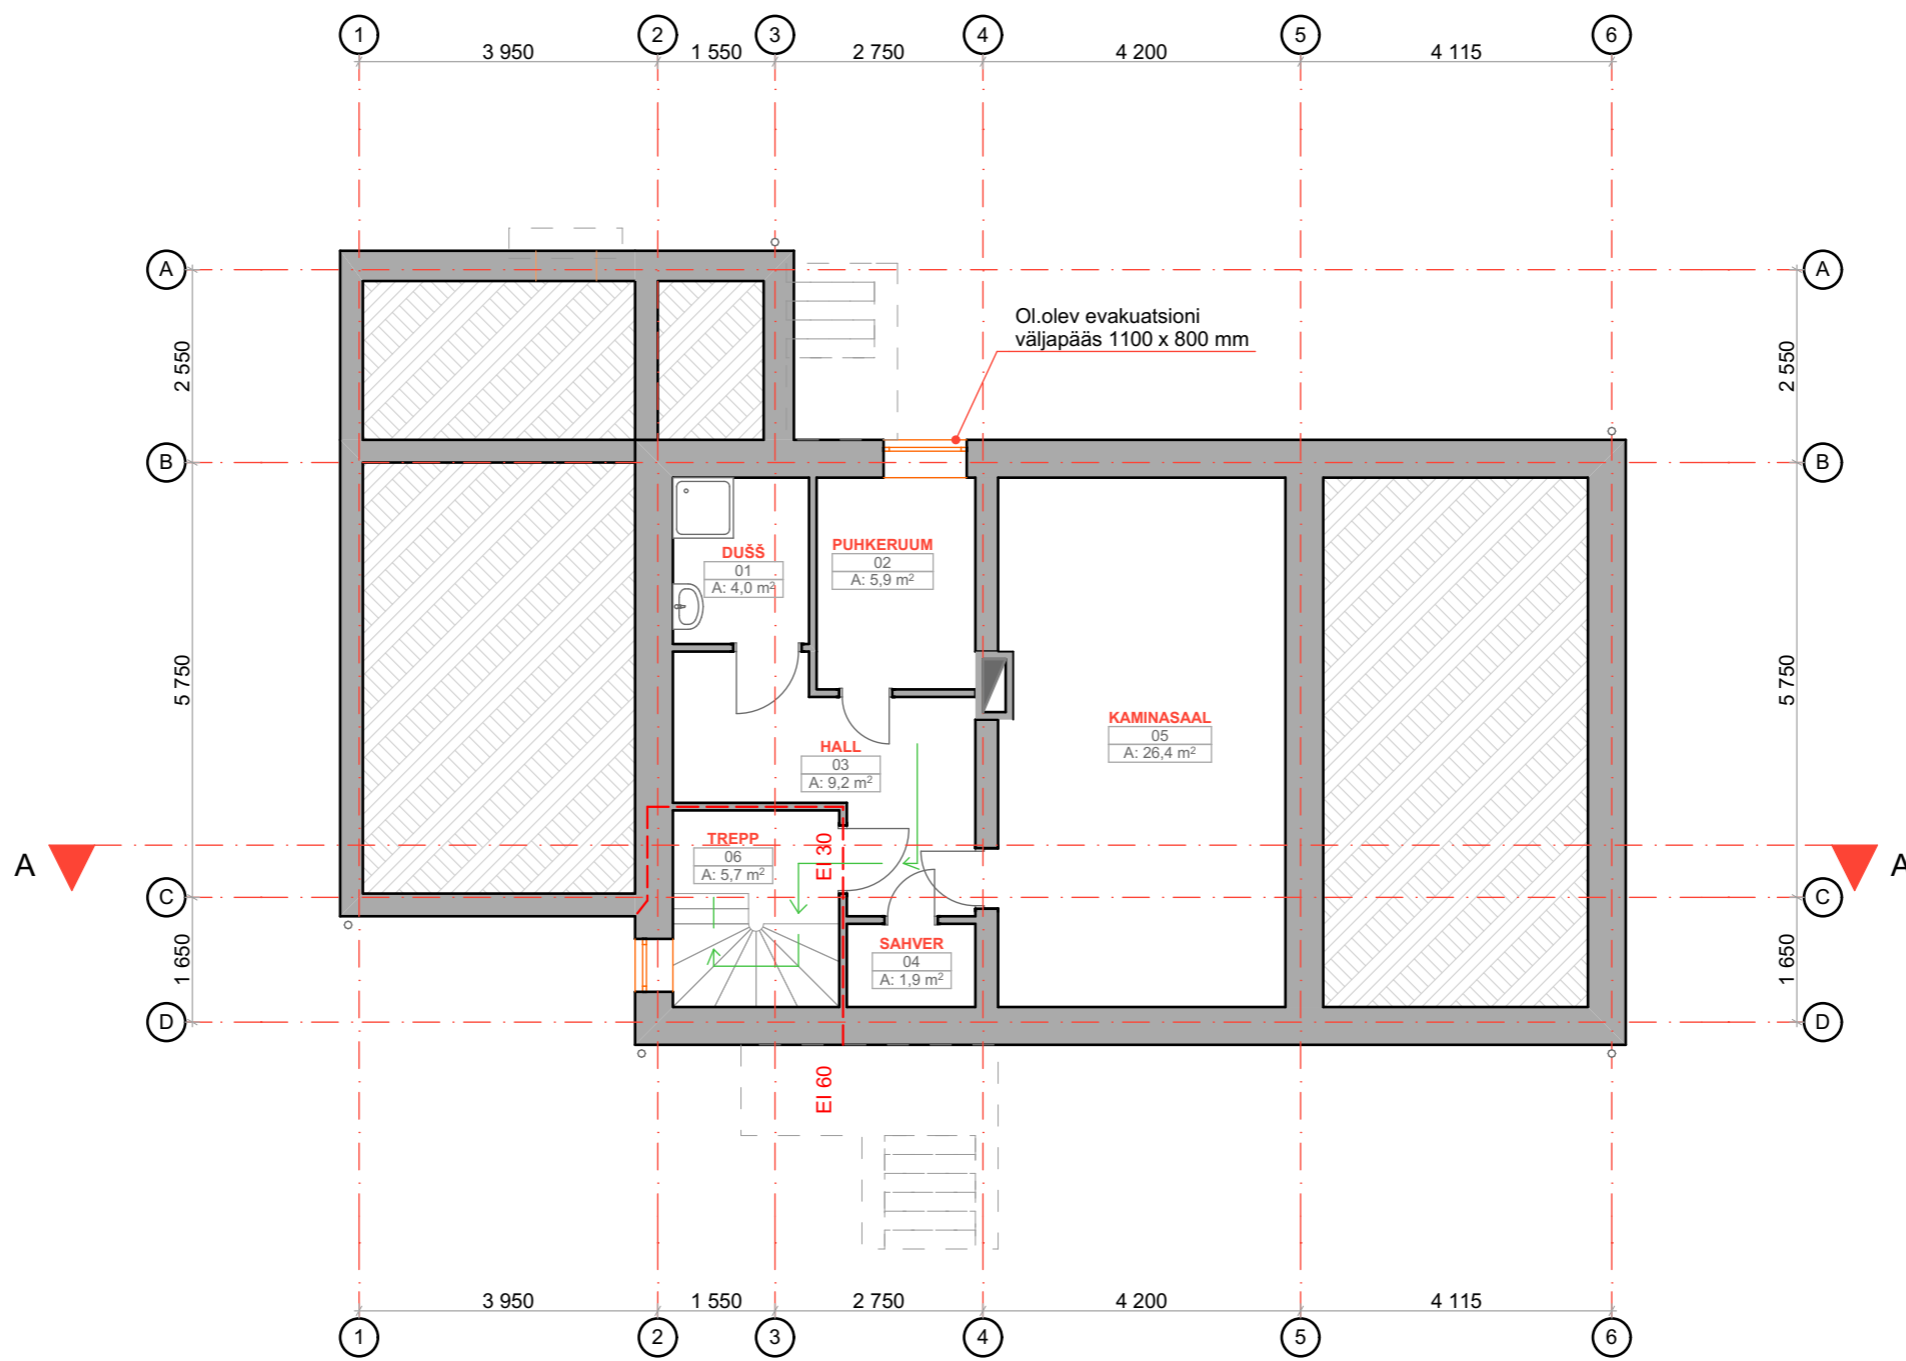 1 2 3 4 5 6
3 950 1 550 2 750 4 200 4 115
A A
Ol.olev evakuatsioni
väljapääs 1100 x 800 mm
2 550 2 550
B B
DUŠŠ
01
A: 4,0 m²
PUHKERUUM
02
A: 5,9 m²
5 750 5 750
KAMINASAAL
05
A: 26,4 m²
HALL
03
A: 9,2 m²
TREPP
06
A: 5,7 m²
EI 30
A A
C C
SAHVER
04
A: 1,9 m²
1 650 1 650
D D
EI 60
3 950 1 550 2 750 4 200 4 115
1 2 3 4 5 6